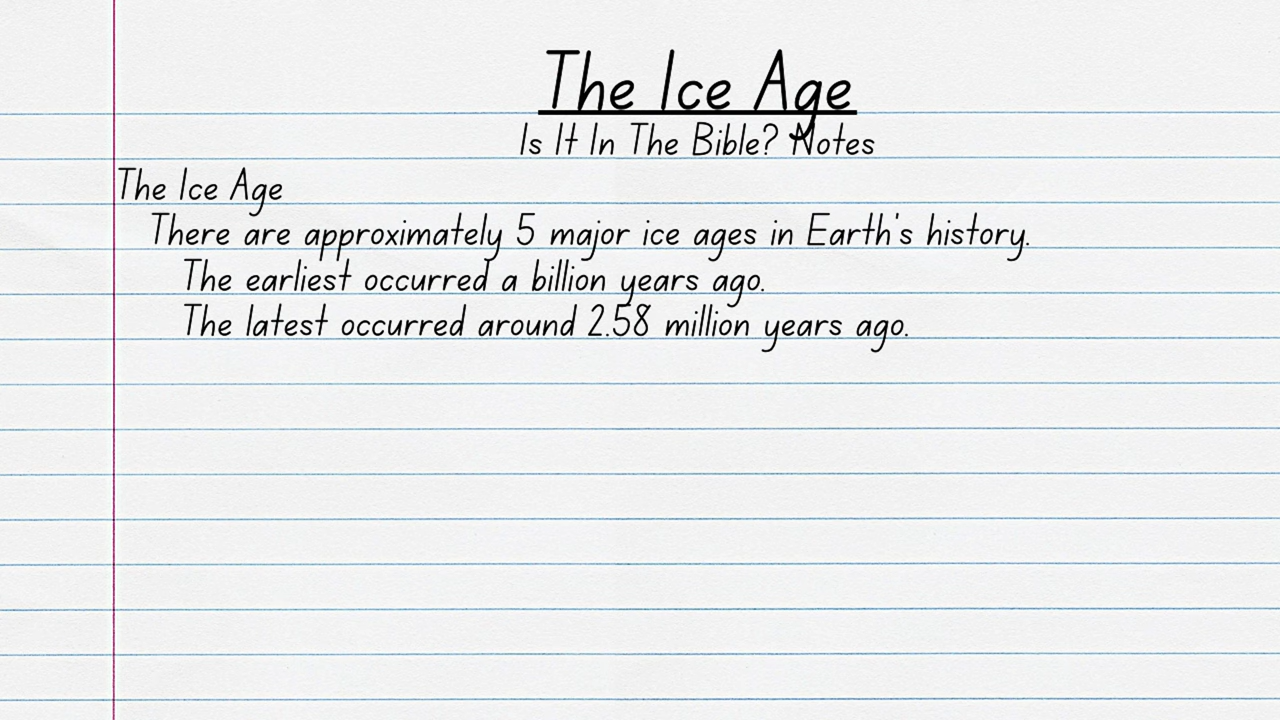 The Ice Age
Is It In The Bible? Notes
The Ice Age
There are approximately 5 major ice ages in Earth's history.
The earliest occurred a billion years ago.
The latest occurred around 2.58 million years ago.